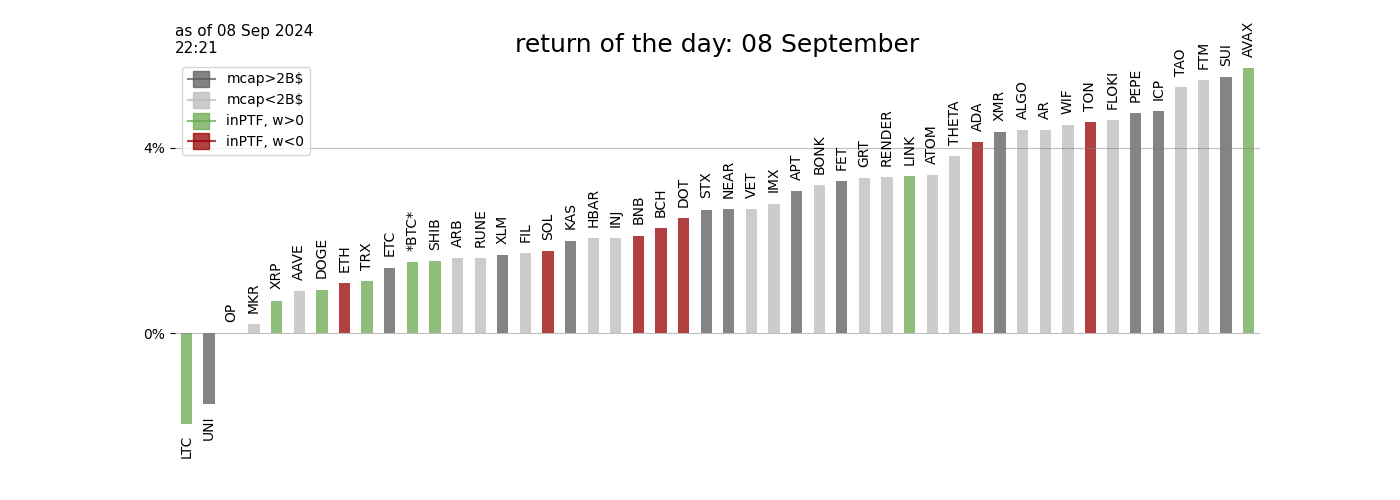 as of 08 Sep 2024
22:21
return of the day: 08 September
mcap>2B$
mcap<2B$
inPTF, w>0
inPTF, w<0
4%
0%
LTC
UNI
OP
MKR
XRP
AAVE
DOGE
ETH
TRX
ETC
*BTC*
SHIB
ARB
RUNE
XLM
FIL
SOL
KAS
HBAR
INJ
BNB
BCH
DOT
STX
NEAR
VET
IMX
APT
BONK
FET
GRT
RENDER
LINK
ATOM
THETA
ADA
XMR
ALGO
AR
WIF
TON
FLOKI
PEPE
ICP
TAO
FTM
SUI
AVAX